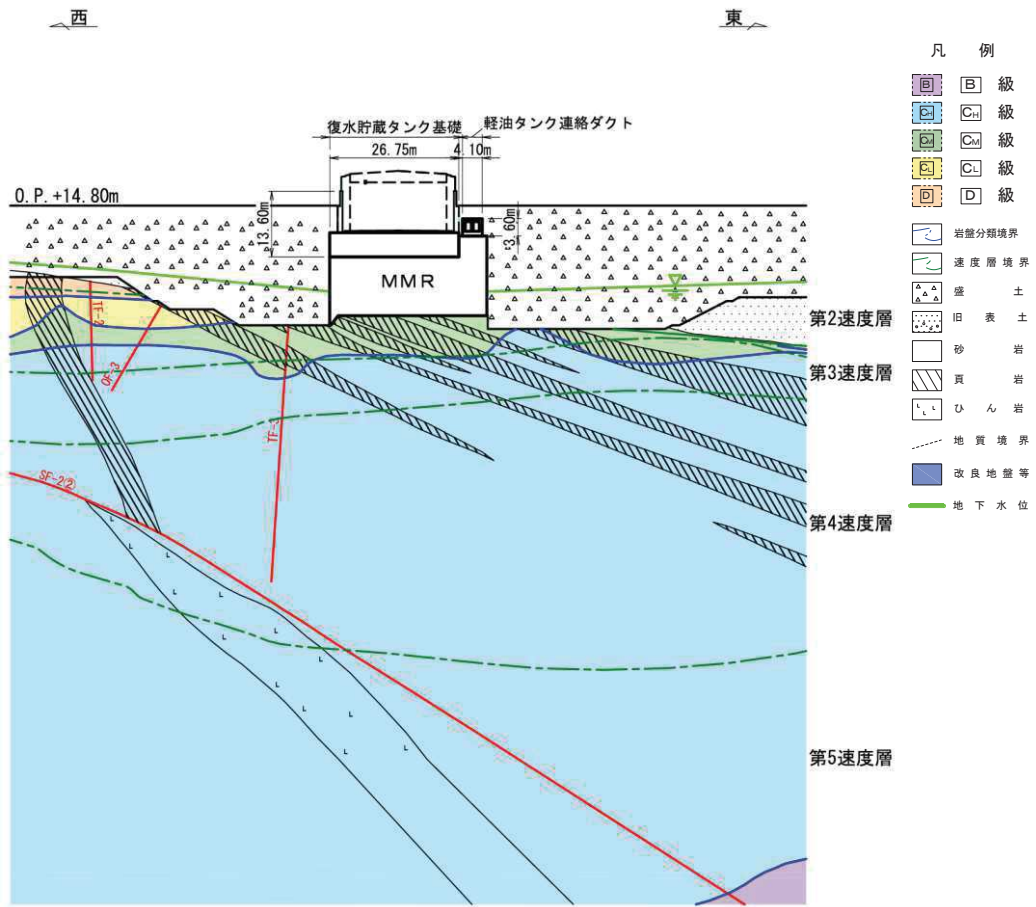 西
東
凡 例
B B 級
CH CH 級
CM CM 級
CL CL 級
D D 級
岩盤分類境界
速度層境界
盛 土
旧 表 土
砂 岩
頁 岩
ひ ん 岩
地 質 境 界
改 良 地 盤 等
地 下 水 位
復水貯蔵タンク基礎
軽油タンク連絡ダクト
26.75m
4.10m
O.P.+14.80m
13.60m
3.60m
MMR
TF-2
OF-3
SF-2②
第2速度層
第3速度層
第4速度層
第5速度層